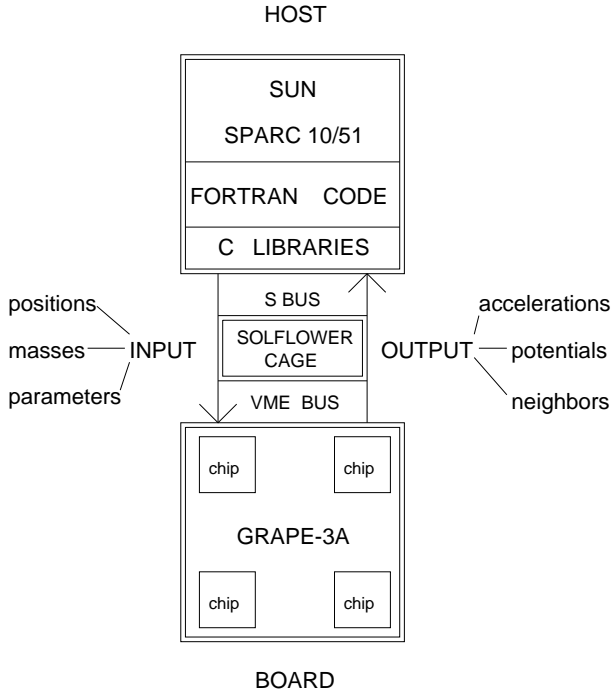 HOST
SUN
SPARC 10/51
FORTRAN CODE
C LIBRARIES
positions
masses
parameters
INPUT
S BUS
SOLFLOWER
CAGE
VME BUS
OUTPUT
accelerations
potentials
neighbors
chip
chip
GRAPE-3A
chip
chip
BOARD